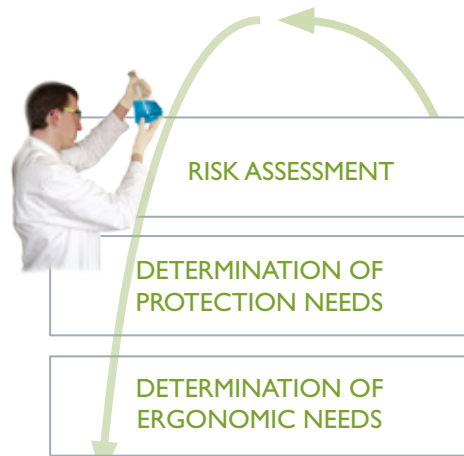 RISK ASSESSMENT
DETERMINATION OF
PROTECTION NEEDS
DETERMINATION OF
ERGONOMIC NEEDS